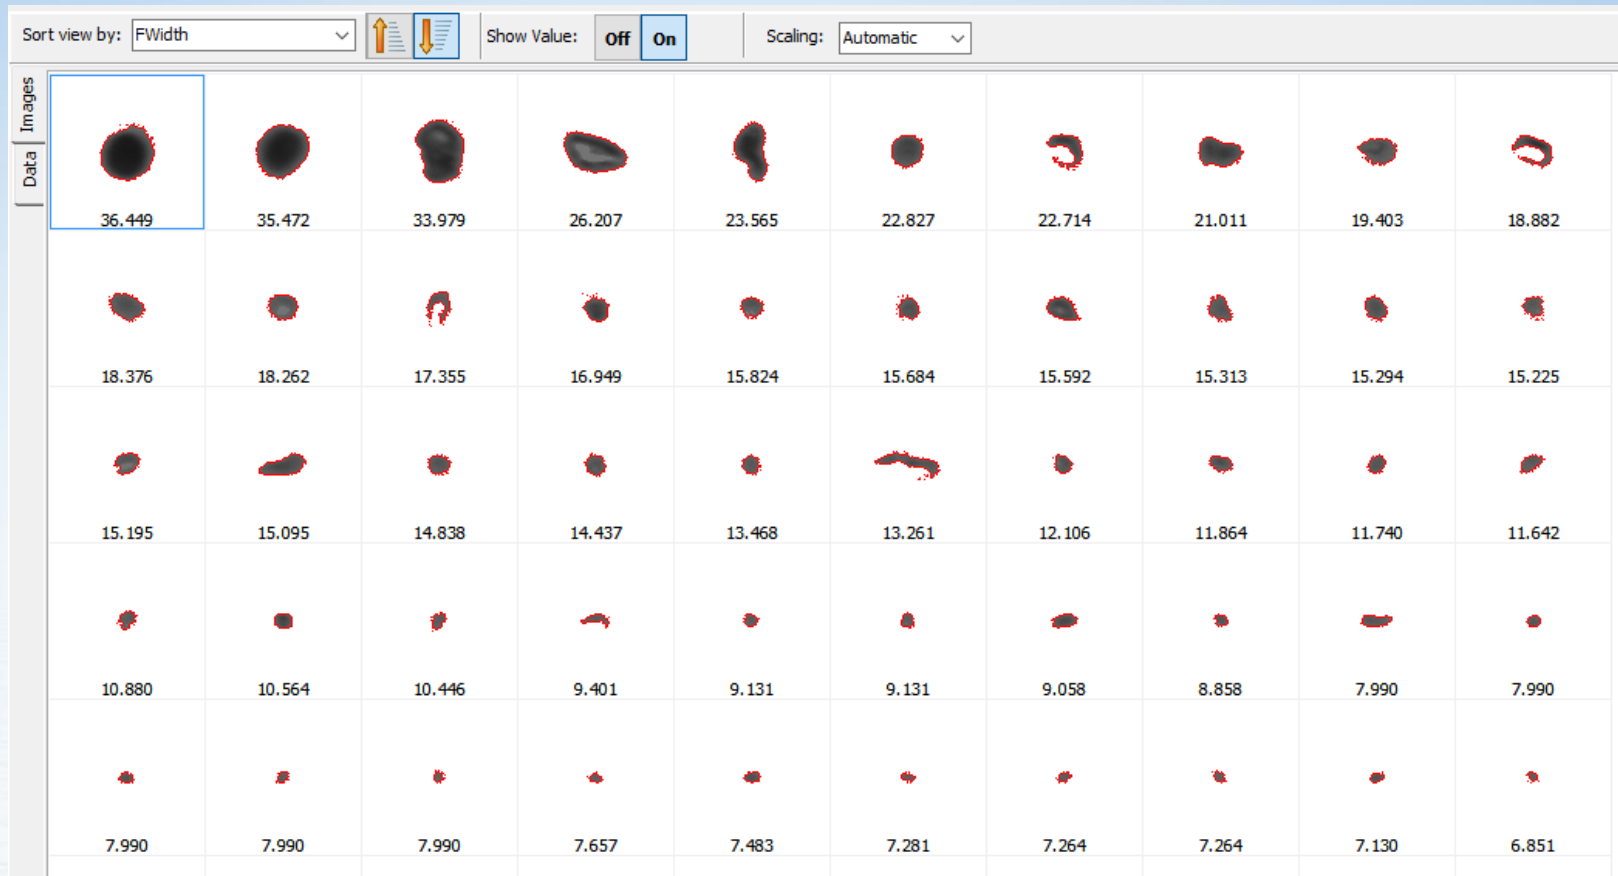 Sort view by: FWidth Show Value: Off On Scaling: Automatic
Images
Data
36.449 35.472 33.979 26.207 23.565 22.827 22.714 21.011 19.403 18.882
18.376 18.262 17.355 16.949 15.824 15.684 15.592 15.313 15.294 15.225
15.195 15.095 14.838 14.437 13.468 13.261 12.106 11.864 11.740 11.642
10.880 10.564 10.446 9.401 9.131 9.131 9.058 8.858 7.990 7.990
7.990 7.990 7.990 7.657 7.483 7.281 7.264 7.264 7.130 6.851